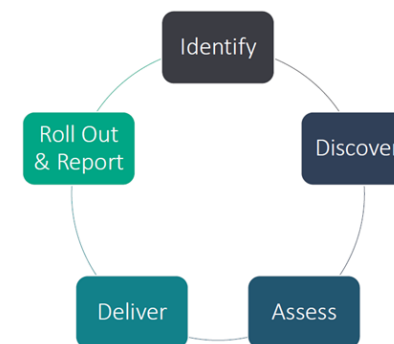 Identify
Discover
Assess
Deliver
Roll Out
& Report